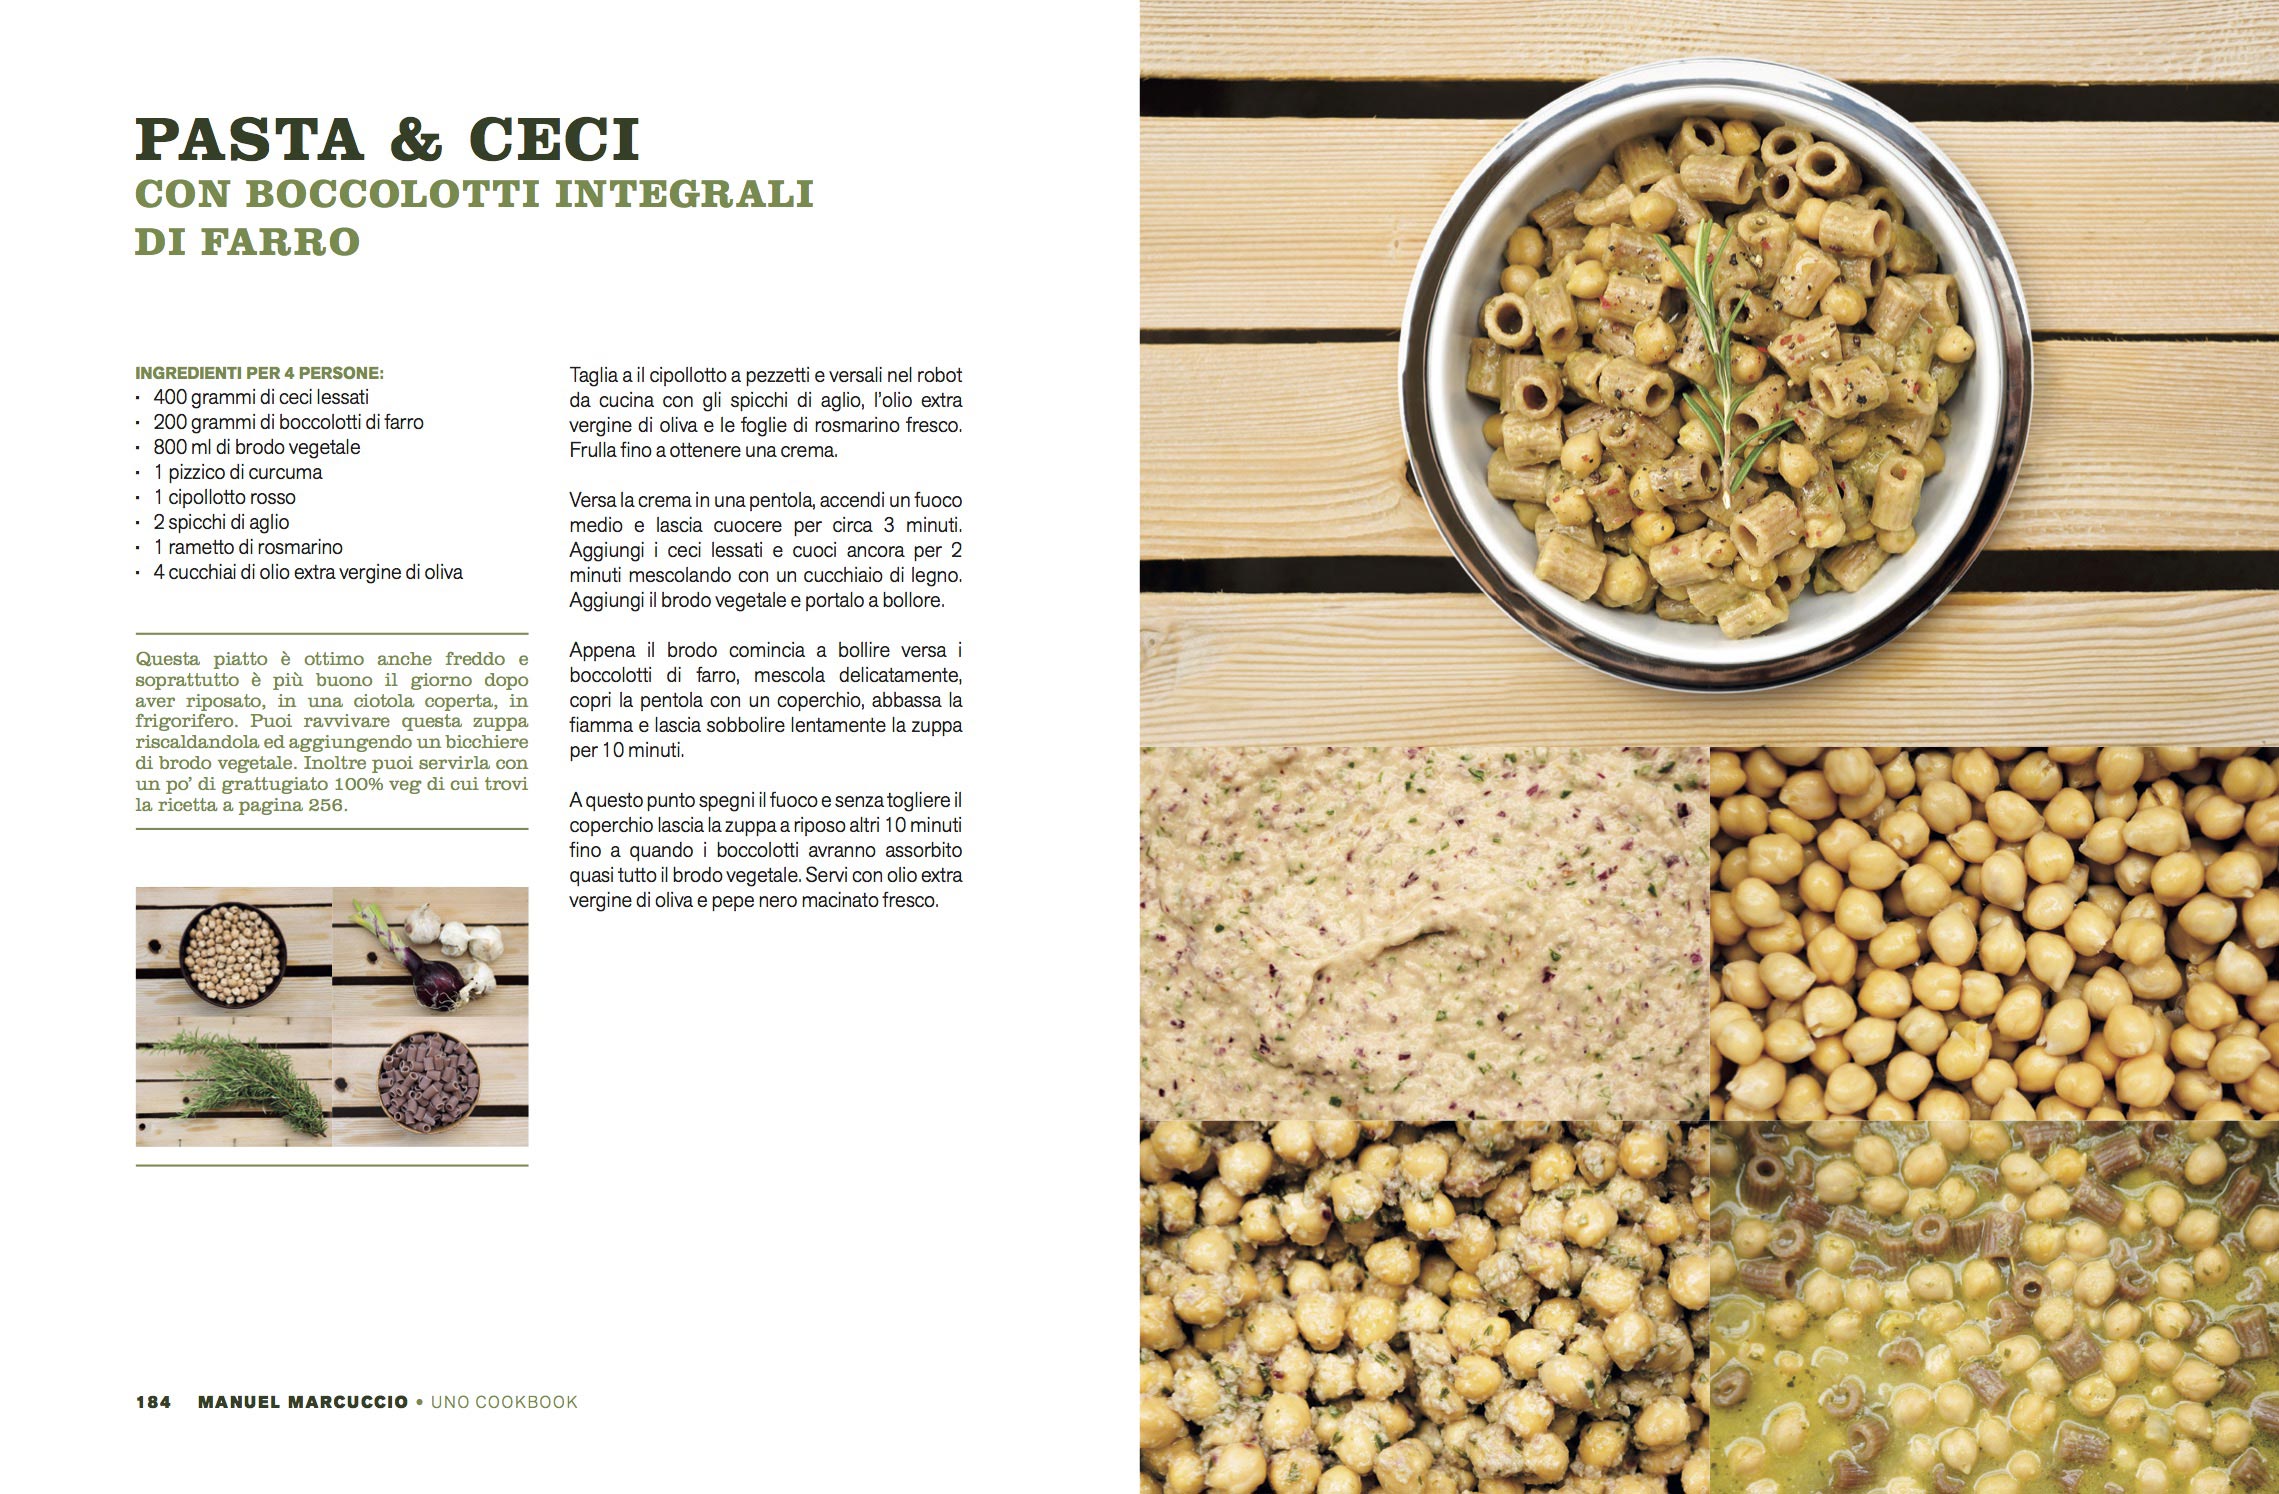 PASTA & CECI
CON BOCCOLOTTI INTEGRALI
DI FARRO
INGREDIENTI PER 4 PERSONE:
· 400 grammi di ceci lessati
· 200 grammi di boccolotti di farro
· 800 ml di brodo vegetale
· 1 pizzico di curcuma
· 1 cipollotto rosso
· 2 spicchi di aglio
· 1 rametto di rosmarino
· 4 cucchiai di olio extra vergine di oliva
Questa piatto è ottimo anche freddo e
soprattutto è più buono il giorno dopo
aver riposato, in una ciotola coperta, in
frigorifero. Puoi ravvivare questa zuppa
riscaldandola ed aggiungendo un bicchiere
di brodo vegetale. Inoltre puoi servirla con
un po’ di grattugiato 100% veg di cui trovi
la ricetta a pagina 256.
Taglia a il cipollotto a pezzetti e versali nel robot
da cucina con gli spicchi di aglio, l’olio extra
vergine di oliva e le foglie di rosmarino fresco.
Frulla fino a ottenere una crema.
Versa la crema in una pentola, accendi un fuoco
medio e lascia cuocere per circa 3 minuti.
Aggiungi i ceci lessati e cuoci ancora per 2
minuti mescolando con un cucchiaio di legno.
Aggiungi il brodo vegetale e portalo a bollore.
Appena il brodo comincia a bollire versa i
boccolotti di farro, mescola delicatamente,
copri la pentola con un coperchio, abbassa la
fiamma e lascia sobbolire lentamente la zuppa
per 10 minuti.
A questo punto spegni il fuoco e senza togliere il
coperchio lascia la zuppa a riposo altri 10 minuti
fino a quando i boccolotti avranno assorbito
quasi tutto il brodo vegetale. Servi con olio extra
vergine di oliva e pepe nero macinato fresco.
184 MANUEL MARCUCCIO • UNO COOKBOOK